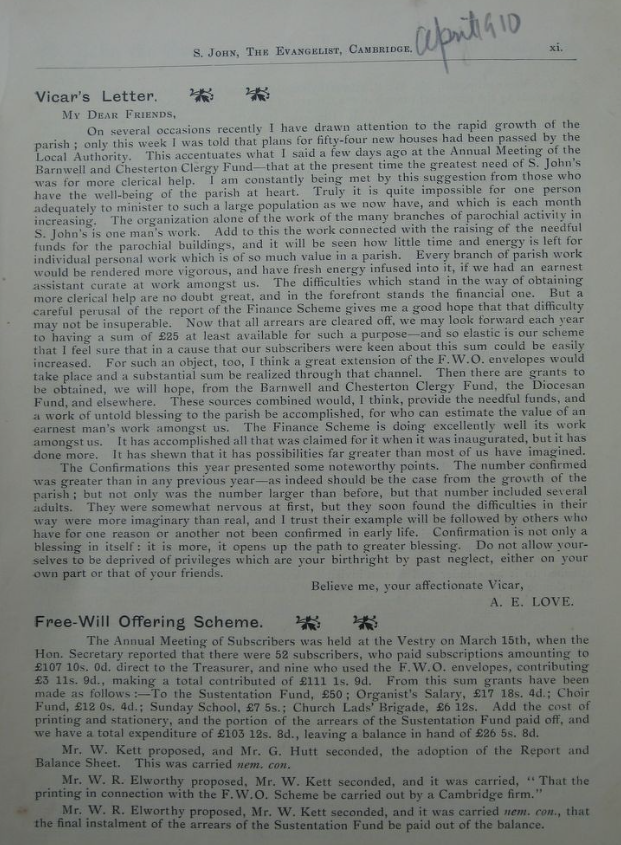 April 1910
S. JOHN, THE EVANGELIST, CAMBRIDGE. xi.
Vicar's Letter.
MY DEAR FRIENDS,
On several occasions recently I have drawn attention to the rapid growth of the
parish; only this week I was told that plans for fifty-four new houses had been passed by the
Local Authority. This accentuates what I said a few days ago at the Annual Meeting of the
Barnwell and Chesterton Clergy Fund—that at the present time the greatest need of S. John's
was for more clerical help. I am constantly being met by this suggestion from those who
have the well-being of the parish at heart. Truly it is quite impossible for one person
adequately to minister to such a large population as we now have, and which is each month
increasing. The organization alone of the work of the many branches of parochial activity in
S. John's is one man's work. Add to this the work connected with the raising of the needful
funds for the parochial buildings, and it will be seen how little time and energy is left for
individual personal work which is of so much value in a parish. Every branch of parish work
would be rendered more vigorous, and have fresh energy infused into it, if we had an earnest
assistant curate at work amongst us. The difficulties which stand in the way of obtaining
more clerical help are no doubt great, and in the forefront stands the financial one. But a
careful perusal of the report of the Finance Scheme gives me a good hope that that difficulty
may not be insuperable. Now that all arrears are cleared off, we may look forward each year
to having a sum of £25 at least available for such a purpose—and so elastic is our scheme
that I feel sure that in a cause that our subscribers were keen about this sum could be easily
increased. For such an object, too, I think a great extension of the F.W.O. envelopes would
take place and a substantial sum be realized through that channel. Then there are grants to
be obtained, we will hope, from the Barnwell and Chesterton Clergy Fund, the Diocesan
Fund, and elsewhere. These sources combined would, I think, provide the needful funds, and
a work of untold blessing to the parish be accomplished, for who can estimate the value of an
earnest man's work amongst us. The Finance Scheme is doing excellently well its work
amongst us. It has accomplished all that was claimed for it when it was inaugurated, but it has
done more. It has shewn that it has possibilities far greater than most of us have imagined.
The Confirmations this year presented some noteworthy points. The number confirmed
was greater than in any previous year—as indeed should be the case from the growth of the
parish; but not only was the number larger than before, but that number included several
adults. They were somewhat nervous at first, but they soon found the difficulties in their
way were more imaginary than real, and I trust their example will be followed by others who
have for one reason or another not been confirmed in early life. Confirmation is not only a
blessing in itself: it is more, it opens up the path to greater blessing. Do not allow your-
selves to be deprived of privileges which are your birthright by past neglect, either on your
own part or that of your friends.
Believe me, your affectionate Vicar,
A. E. LOVE.
Free-Will Offering Scheme.
The Annual Meeting of Subscribers was held at the Vestry on March 15th, when the
Hon. Secretary reported that there were 52 subscribers, who paid subscriptions amounting to
£107 10s. 0d. direct to the Treasurer, and nine who used the F.W.O. envelopes, contributing
£3 11s. 9d., making a total contributed of £111 1s. 9d. From this sum grants have been
made as follows:—To the Sustentation Fund, £50; Organist's Salary, £17 18s. 4d.; Choir
Fund, £12 0s. 4d.; Sunday School, £7 5s.; Church Lads' Brigade, £6 12s. Add the cost of
printing and stationery, and the portion of the arrears of the Sustentation Fund paid off, and
we have a total expenditure of £103 12s. 8d., leaving a balance in hand of £26 5s. 8d.
Mr. W. Kett proposed, and Mr. G. Hutt seconded, the adoption of the Report and
Balance Sheet. This was carried nem. con.
Mr. W. R. Elworthy proposed, Mr. W. Kett seconded, and it was carried, "That the
printing in connection with the F.W.O. Scheme be carried out by a Cambridge firm."
Mr. W. R. Elworthy proposed, Mr. W. Kett seconded, and it was carried nem. con., that
the final instalment of the arrears of the Sustentation Fund be paid out of the balance.